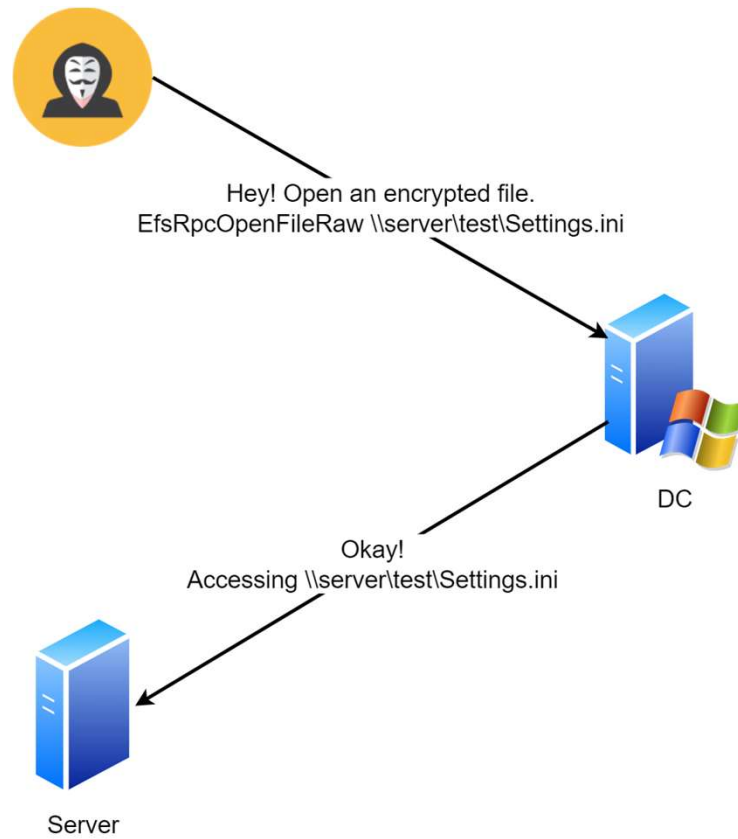 Hey! Open an encrypted file.
EfsRpcOpenFileRaw \\server\test\Settings.ini
DC
Okay!
Accessing \\server\test\Settings.ini
Server